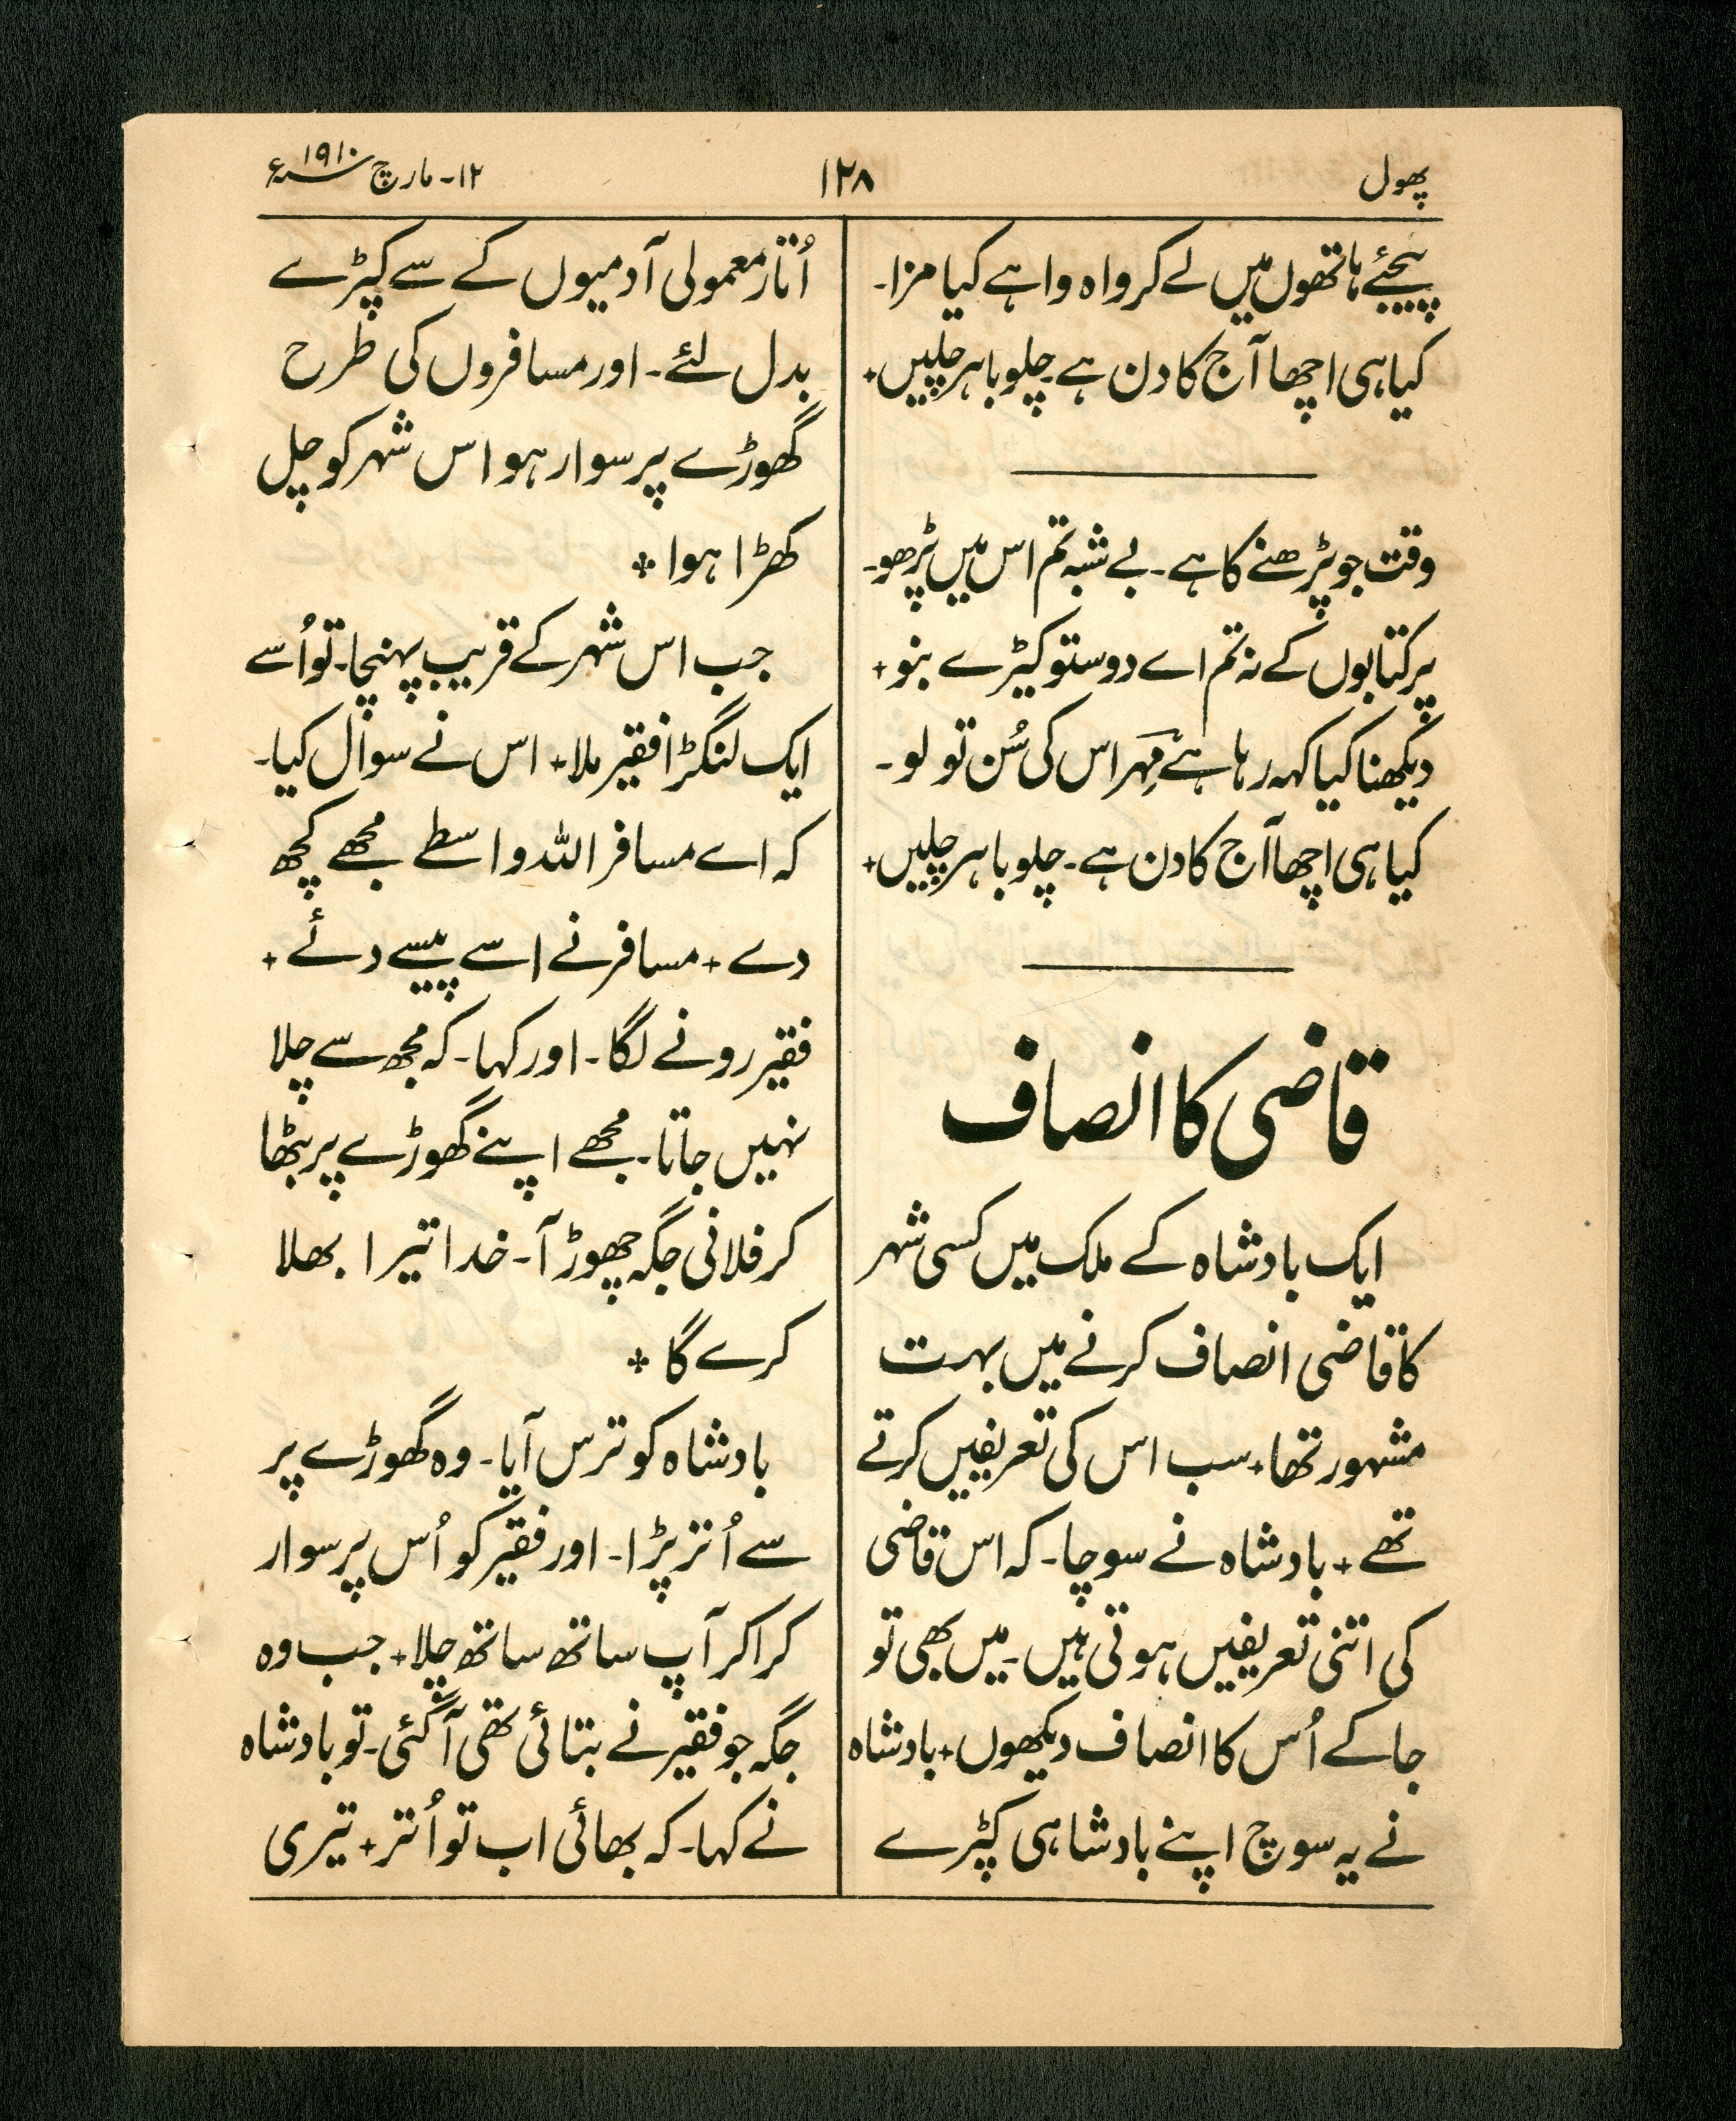 پھول
۱۲۸
۱۲- مارچ ۱۹۱۰ سنہ ء
پیجئے ہاتھوں میں لے کر واہ وا ہے کیا مزا۔
کیا ہی اچھا آج کا دن ہے۔ چلو باہر چلیں+
وقت جو پڑھنے کا ہے۔ بے شبہ تم اس میں پڑھو۔
پر کتابوں کے نہ تم اے دوستو کیڑے بنو+
دیکھنا کیا کہہ رہا ہے مہر اس کی سُن تو لو۔
کیا ہی اچھا آج کا دن ہے۔ چلو باہر چلیں+
قاضی کا انصاف
ایک بادشاہ کے ملک میں کسی شہر
کا قاضی انصاف کرنے میں بہت
مشہور تھا+ سب اس کی تعریفیں کرتے
تھے+ بادشاہ نے سوچا۔ کہ اس قاضی
کی اتنی تعریفیں ہوتی ہیں۔ میں بھی تو
جا کے اُس کا انصاف دیکھوں+ بادشاہ
نے یہ سوچ اپنے بادشاہی کپڑے
اُتار معمولی آدمیوں کے سے کپڑے
بدل لئے۔ اور مسافروں کی طرح
گھوڑے پر سوار ہو اس شہر کو چل
کھڑا ہوا ⁘
جب اس شہر کے قریب پہنچا۔ تو اُسے
ایک لنگڑا فقیر ملا+ اس نے سوال کیا۔
کہ اے مسافر اللہ واسطے مجھے کچھ
دے+ مسافر نے اسے پیسے دئے+
فقیر رونے لگا۔ اور کہا۔ کہ مجھ سے چلا
نہیں جاتا۔ مجھے اپنے گھوڑے پر بٹھا
کر فلانی جگہ چھوڑ آ۔ خدا تیرا بھلا
کرے گا ⁘
بادشاہ کو ترس آیا۔ وہ گھوڑے پر
سے اُتر پڑا۔ اور فقیر کو اُس پر سوار
کرا کر آپ ساتھ ساتھ چلا+ جب وہ
جگہ جو فقیر نے بتائی تھی آ گئی۔ تو بادشاہ
نے کہا۔ کہ بھائی اب تو اُتر+ تیری